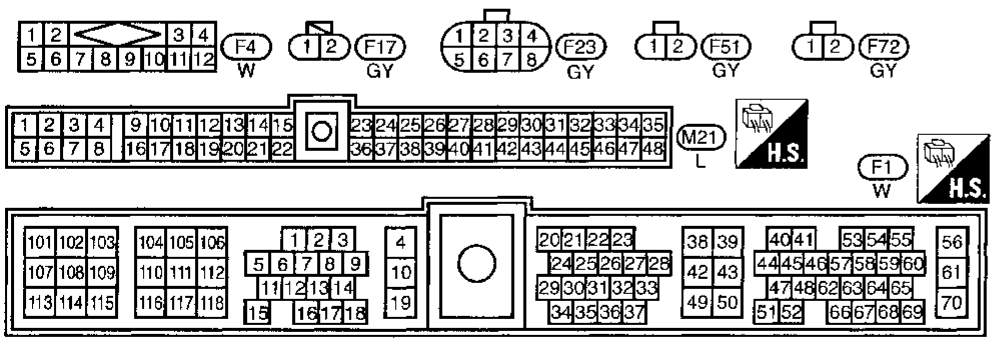 1 2 3 4 F4 1 2 F17 1 2 3 4 F23 1 2 F51 1 2 F72
5 6 7 8 9 10 11 12 W GY 5 6 7 8 GY GY GY
1 2 3 4 9 10 11 12 13 14 15 23 24 25 26 27 28 29 30 31 32 33 34 35 M21
5 6 7 8 16 17 18 19 20 21 22 36 37 38 39 40 41 42 43 44 45 46 47 48 L H.S.
F1
W H.S.
101 102 103 104 105 106 1 2 3 4 20 21 22 23 38 39 40 41 53 54 55 56
107 108 109 110 111 112 5 6 7 8 9 10 24 25 26 27 28 42 43 44 45 46 57 58 59 60 61
113 114 115 116 117 118 11 12 13 14 19 29 30 31 32 33 49 50 47 48 62 63 64 65 70
15 16 17 18 34 35 36 37 51 52 66 67 68 69